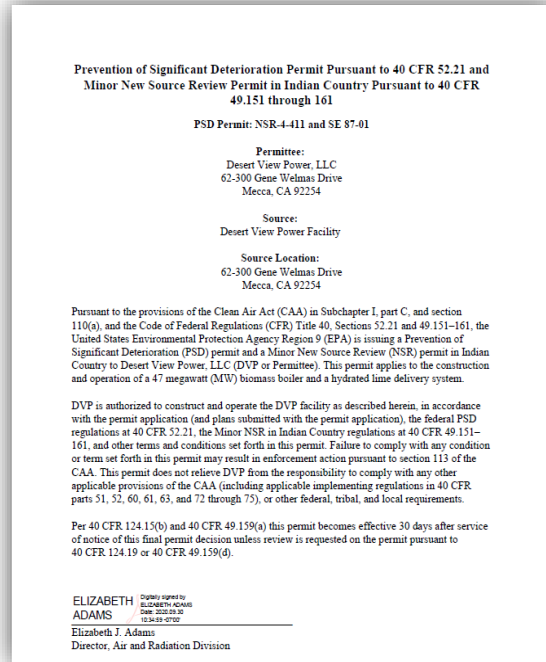 Prevention of Significant Deterioration Permit Pursuant to 40 CFR 52.21 and
Minor New Source Review Permit in Indian Country Pursuant to 40 CFR
49.151 through 161
PSD Permit: NSR-4-411 and SE 87-01
Permittee:
Desert View Power, LLC
62-300 Gene Welmas Drive
Mecca, CA 92254
Source:
Desert View Power Facility
Source Location:
62-300 Gene Welmas Drive
Mecca, CA 92254
Pursuant to the provisions of the Clean Air Act (CAA) in Subchapter I, part C, and section
110(a), and the Code of Federal Regulations (CFR) Title 40, Sections 52.21 and 49.151–161, the
United States Environmental Protection Agency Region 9 (EPA) is issuing a Prevention of
Significant Deterioration (PSD) permit and a Minor New Source Review (NSR) permit in Indian
Country to Desert View Power, LLC (DVP or Permittee). This permit applies to the construction
and operation of a 47 megawatt (MW) biomass boiler and a hydrated lime delivery system.
DVP is authorized to construct and operate the DVP facility as described herein, in accordance
with the permit application (and plans submitted with the permit application), the federal PSD
regulations at 40 CFR 52.21, the Minor NSR in Indian Country regulations at 40 CFR 49.151–
161, and other terms and conditions set forth in this permit. Failure to comply with any condition
or term set forth in this permit may result in enforcement action pursuant to section 113 of the
CAA. This permit does not relieve DVP from the responsibility to comply with any other
applicable provisions of the CAA (including applicable implementing regulations in 40 CFR
parts 51, 52, 60, 61, 63, and 72 through 75), or other federal, tribal, and local requirements.
Per 40 CFR 124.15(b) and 40 CFR 49.159(a) this permit becomes effective 30 days after service
of notice of this final permit decision unless review is requested on the permit pursuant to
40 CFR 124.19 or 40 CFR 49.159(d).
ELIZABETH
ADAMS
Digitally signed by
ELIZABETH ADAMS
Date: 2020.09.30
10:34:59 -07'00'
Elizabeth J. Adams
Director, Air and Radiation Division